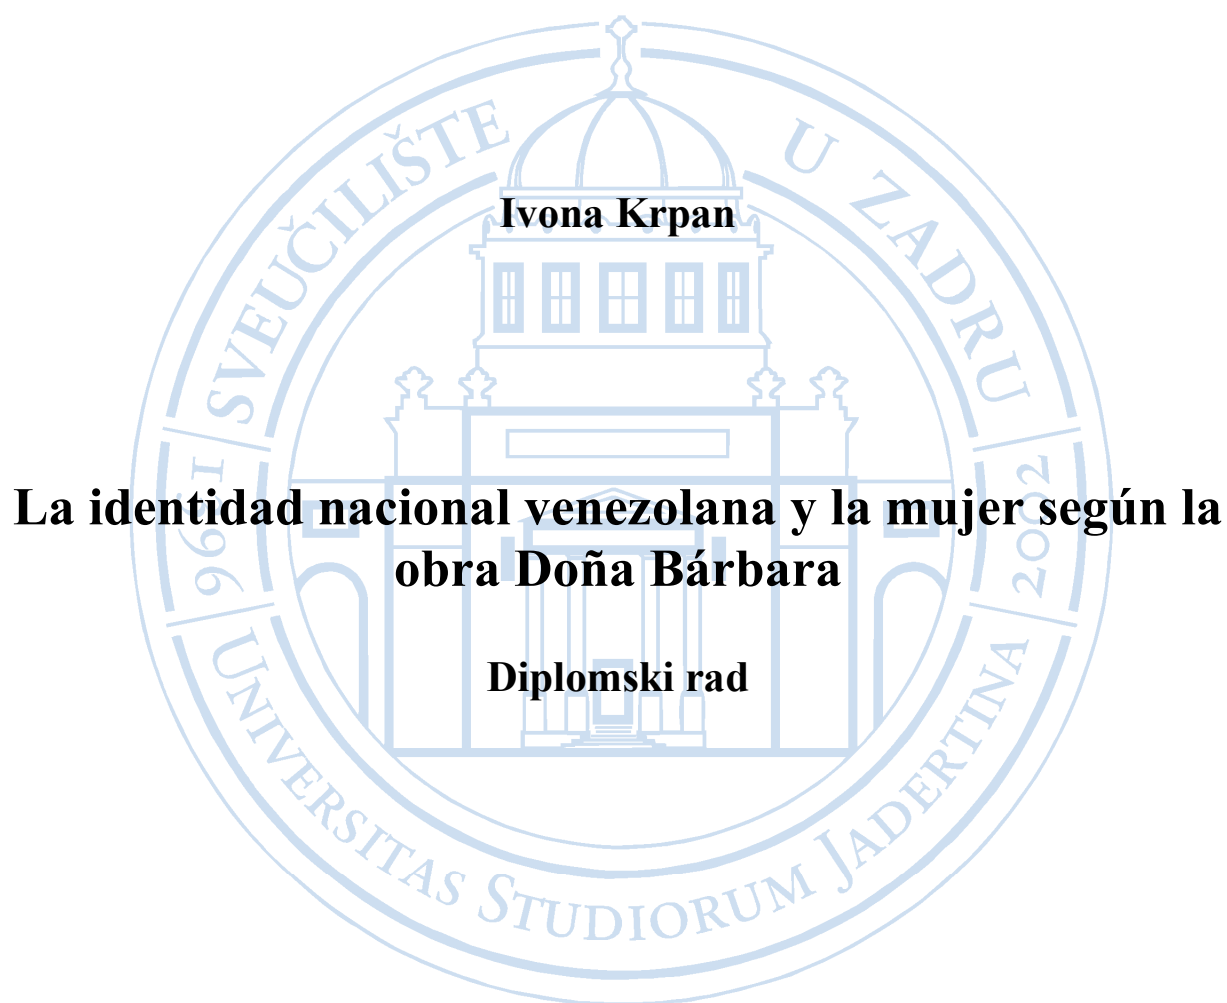 SVEUČILIŠTE U ZADRU
Ivona Krpan
1396 2002
La identidad nacional venezolana y la mujer según la
obra Doña Bárbara
Diplomski rad
UNIVERSITAS STUDIORUM JADERTINA